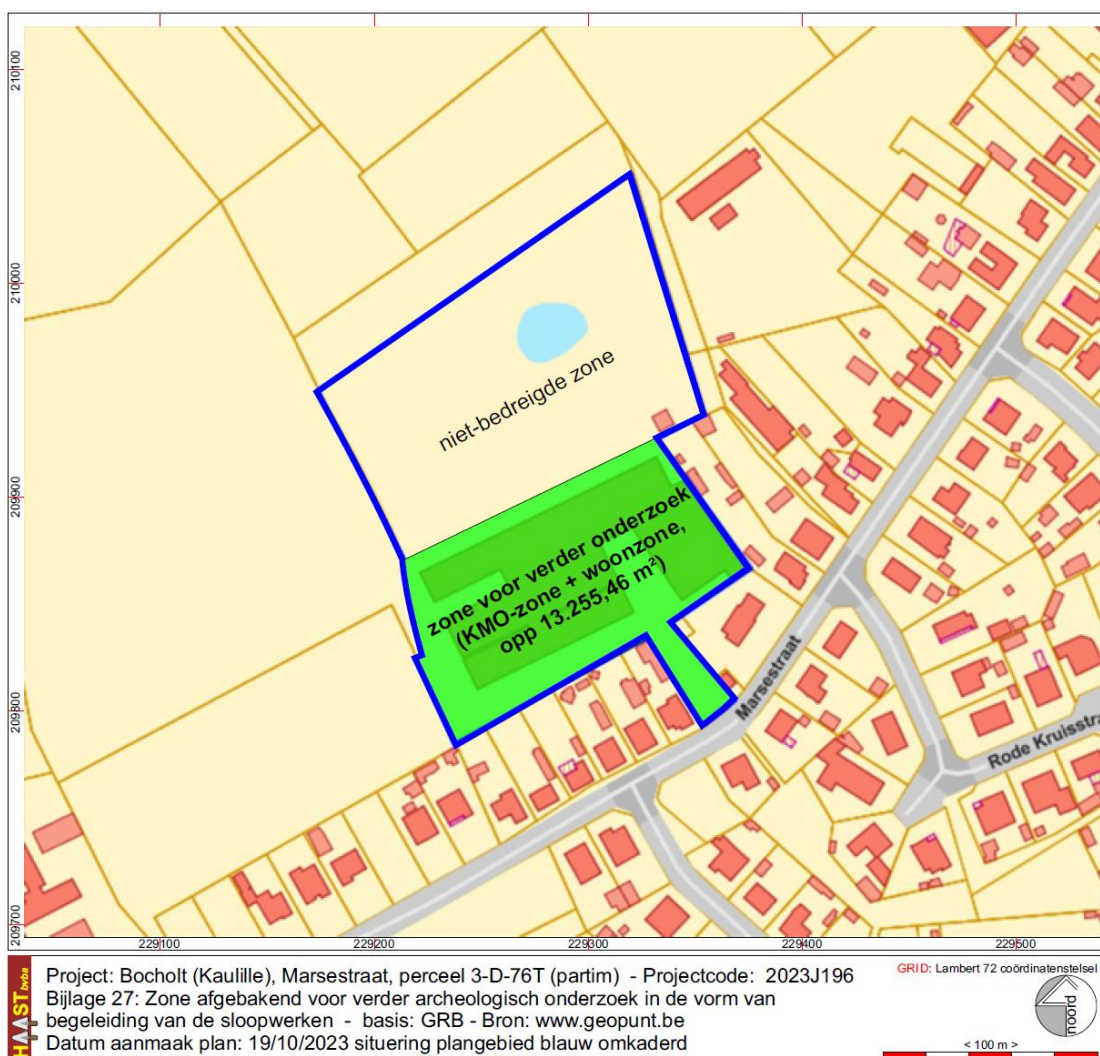 210100
210000
209900
209800
209700
niet-bedreigde zone
zone voor verder onderzoek
(KMO-zone + woonzone,
opp 13.255,46 m²)
Marsestraat
Rode Kruisstra
229100 229200 229300 229400 229500
HAAST bvba
Project: Bocholt (Kaulille), Marsestraat, perceel 3-D-76T (partim) - Projectcode: 2023J196
Bijlage 27: Zone afgebakend voor verder archeologisch onderzoek in de vorm van
begeleiding van de sloopwerken - basis: GRB - Bron: www.geopunt.be
Datum aanmaak plan: 19/10/2023 situering plangebied blauw omkaderd
GRID: Lambert 72 coördinatenstelsel
noord
< 100 m >